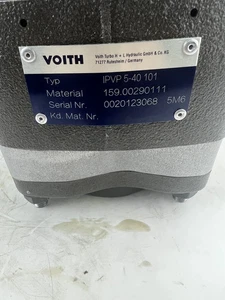 VOITH
Voith Turbo H + L Hydraulic GmbH & Co. KG
71277 Rutesheim / Germany
Typ IPVP 5-40 101
Material 159.00290111
Serial Nr. 0020123068 5M6
Kd. Mat. Nr.